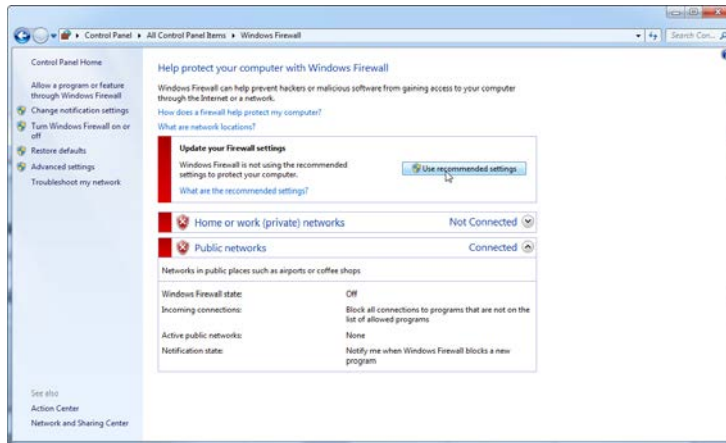 Control Panel ▸ All Control Panel Items ▸ Windows Firewall
Search Con...
Control Panel Home
Allow a program or feature
through Windows Firewall
Change notification settings
Turn Windows Firewall on or
off
Restore defaults
Advanced settings
Troubleshoot my network
See also
Action Center
Network and Sharing Center
Help protect your computer with Windows Firewall
Windows Firewall can help prevent hackers or malicious software from gaining access to your computer
through the Internet or a network.
How does a firewall help protect my computer?
What are network locations?
Update your Firewall settings
Windows Firewall is not using the recommended
settings to protect your computer.
Use recommended settings
What are the recommended settings?
Home or work (private) networks Not Connected
Public networks Connected
Networks in public places such as airports or coffee shops
Windows Firewall state: Off
Incoming connections: Block all connections to programs that are not on the
list of allowed programs
Active public networks: None
Notification state: Notify me when Windows Firewall blocks a new
program